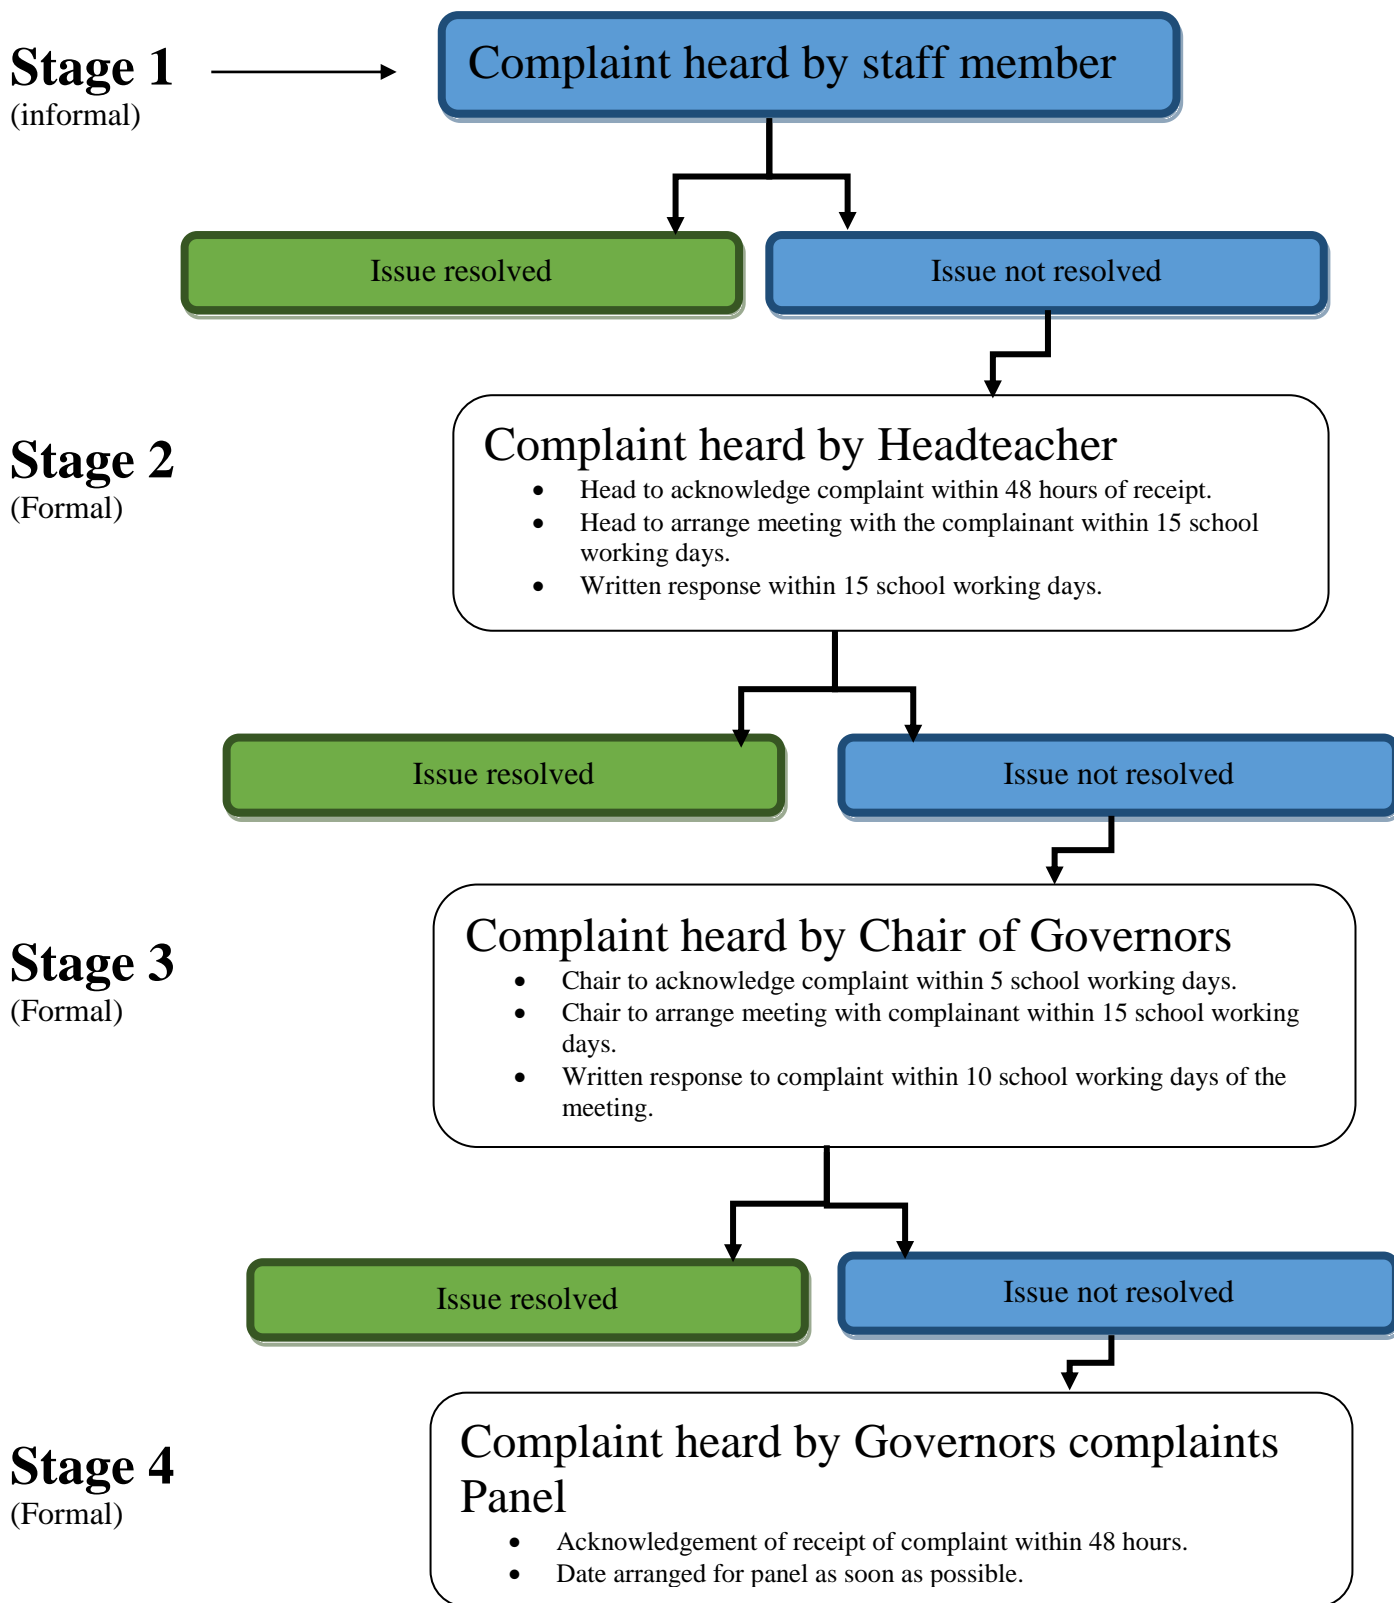 Stage 1
(informal)
Complaint heard by staff member
Issue resolved
Issue not resolved
Stage 2
(Formal)
Complaint heard by Headteacher
• Head to acknowledge complaint within 48 hours of receipt.
• Head to arrange meeting with the complainant within 15 school
working days.
• Written response within 15 school working days.
Issue resolved
Issue not resolved
Stage 3
(Formal)
Complaint heard by Chair of Governors
• Chair to acknowledge complaint within 5 school working days.
• Chair to arrange meeting with complainant within 15 school working
days.
• Written response to complaint within 10 school working days of the
meeting.
Issue resolved
Issue not resolved
Stage 4
(Formal)
Complaint heard by Governors complaints
Panel
• Acknowledgement of receipt of complaint within 48 hours.
• Date arranged for panel as soon as possible.